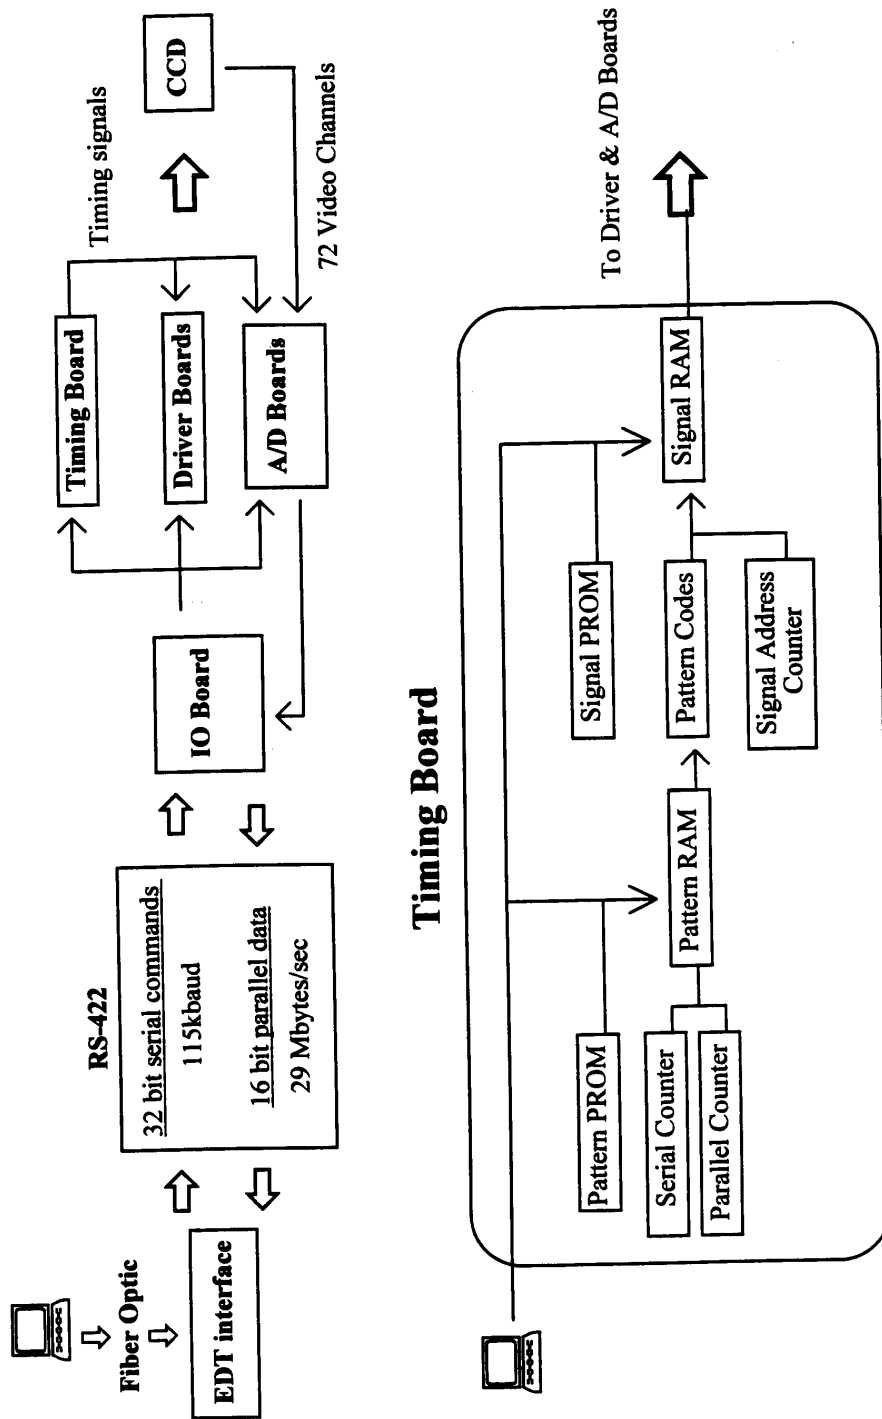 Fiber Optic
EDT interface
RS-422
32 bit serial commands
115kbaud
16 bit parallel data
29 Mbytes/sec
IO Board
Timing Board
Driver Boards
A/D Boards
Timing signals
CCD
72 Video Channels
Timing Board
Pattern PROM
Serial Counter
Parallel Counter
Pattern RAM
Signal PROM
Pattern Codes
Signal Address
Counter
Signal RAM
To Driver & A/D Boards